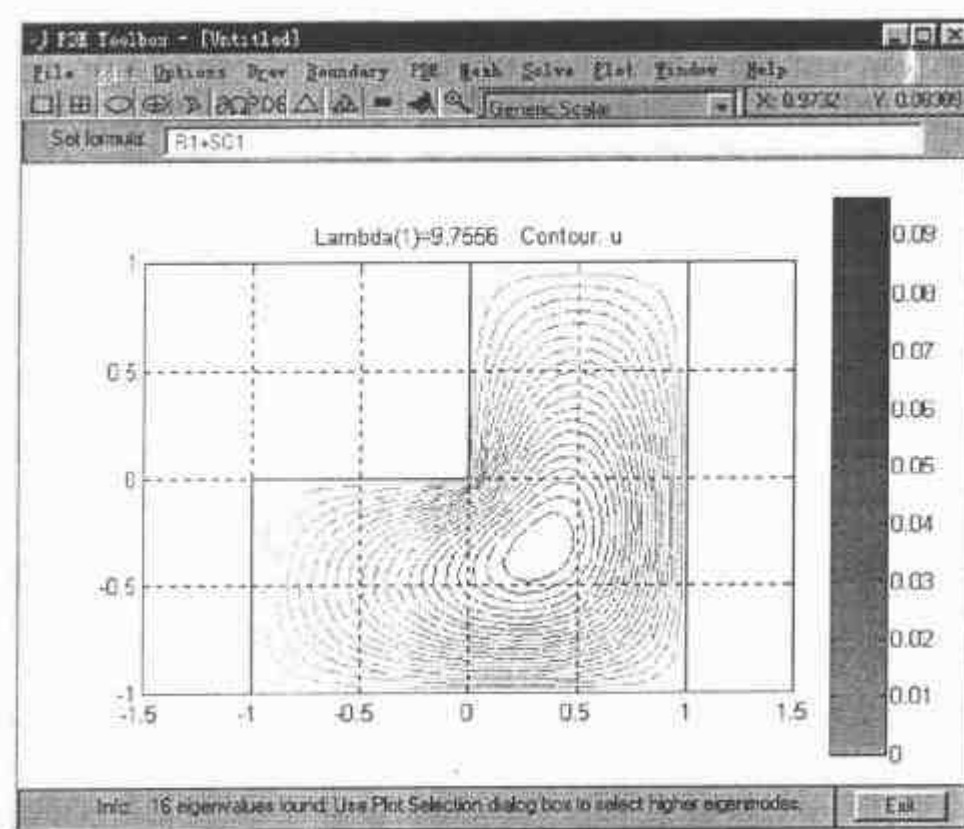 PDE Toolbox - [Untitled]
File Options Draw Boundary PDE Mesh Solve Plot Window Help
∂Ω PDE Generic Scale X: 0.9732 Y:
Set formula: R1+SQ1
Lambda(1)=9.7556 Contour: u
1
0.5
0
-0.5
-1
-1.5 -1 -0.5 0 0.5 1 1.5
0.09
0.08
0.07
0.06
0.05
0.04
0.03
0.02
0.01
0
Info: 16 eigenvalues found. Use Plot Selection dialog box to select higher eigenmodes. Exit